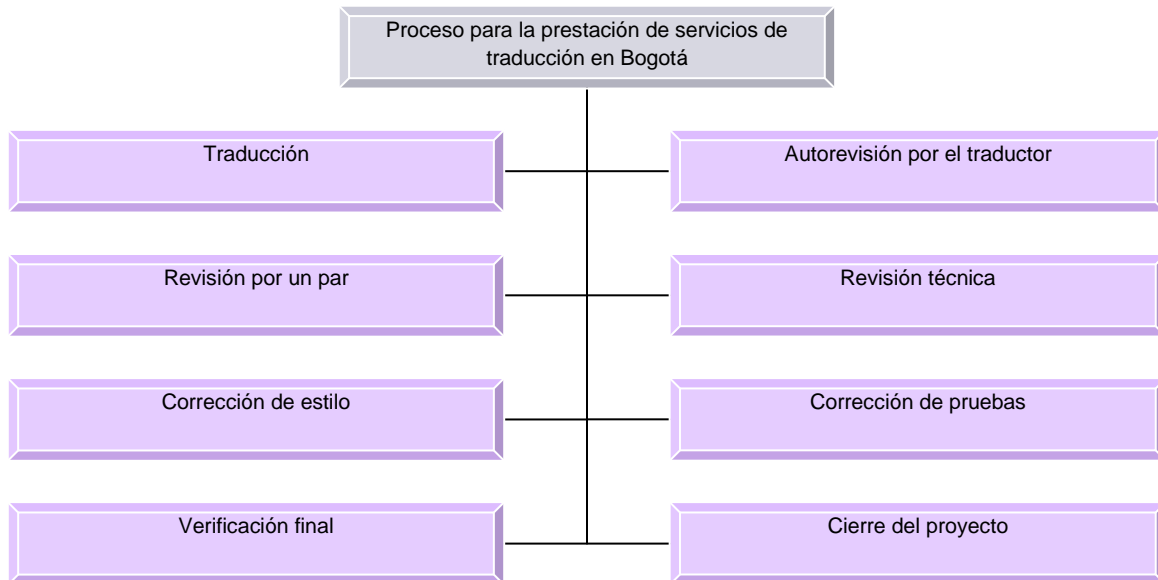 Proceso para la prestación de servicios de
traducción en Bogotá
Traducción
Autorevisión por el traductor
Revisión por un par
Revisión técnica
Corrección de estilo
Corrección de pruebas
Verificación final
Cierre del proyecto